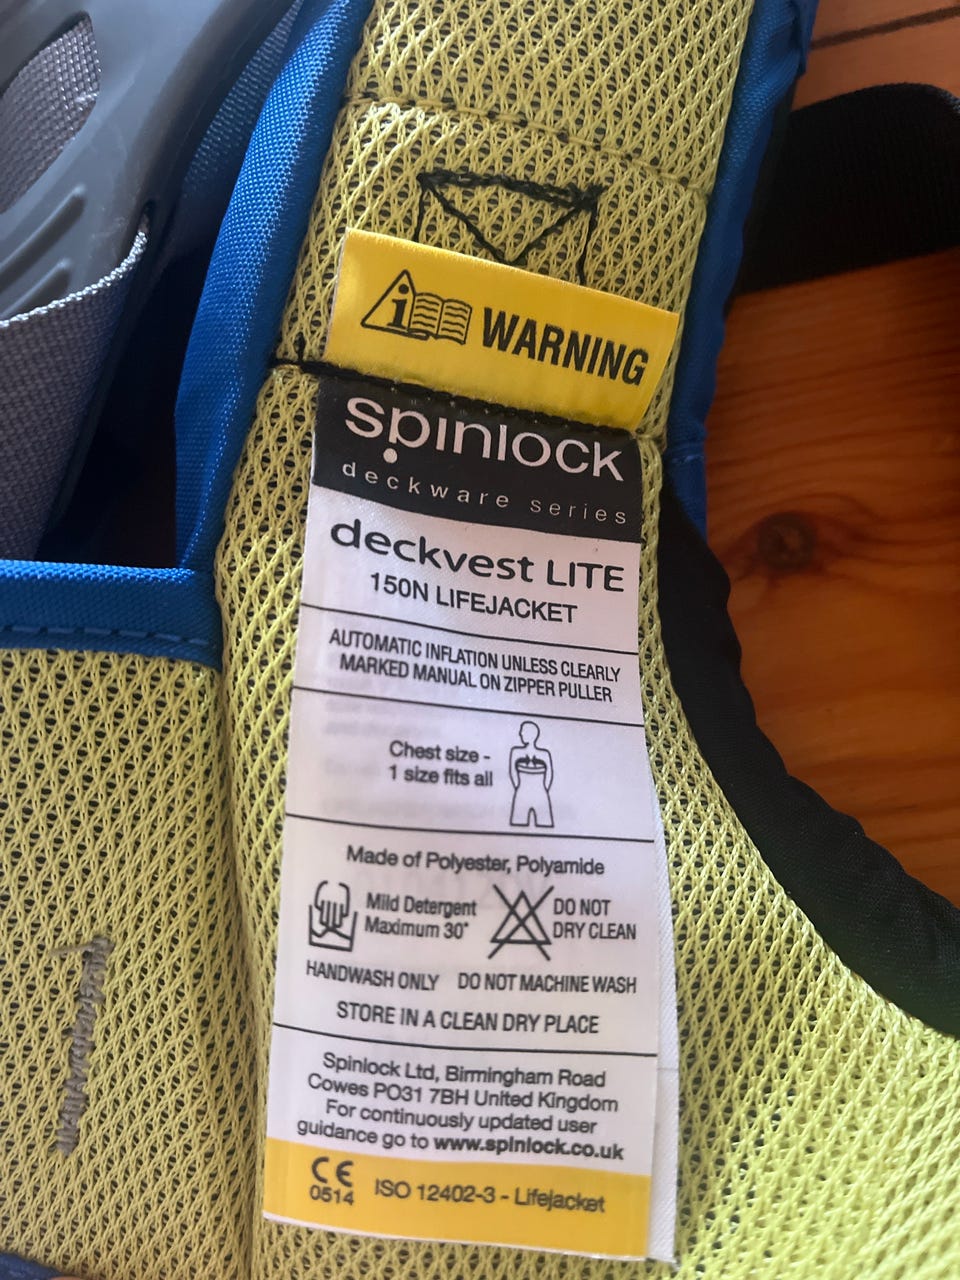 WARNING
spinlock
deckware series
deckvest LITE
150N LIFEJACKET
AUTOMATIC INFLATION UNLESS CLEARLY
MARKED MANUAL ON ZIPPER PULLER
Chest size -
1 size fits all
Made of Polyester, Polyamide
Mild Detergent
Maximum 30°
DO NOT
DRY CLEAN
HANDWASH ONLY DO NOT MACHINE WASH
STORE IN A CLEAN DRY PLACE
Spinlock Ltd, Birmingham Road
Cowes PO31 7BH United Kingdom
For continuously updated user
guidance go to www.spinlock.co.uk
CE
0514
ISO 12402-3 - Lifejacket